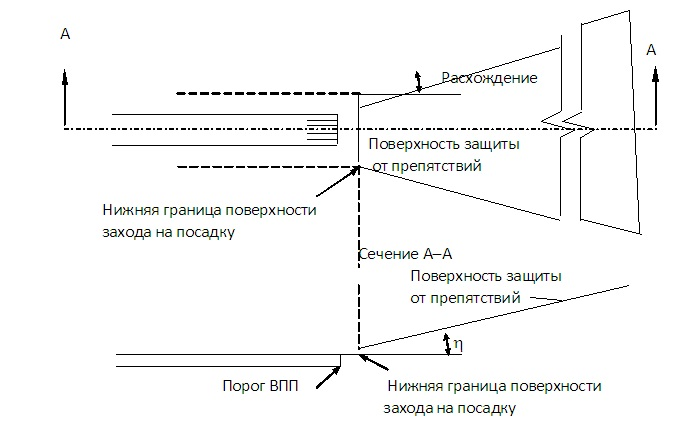 А
А
Расхождение
Поверхность защиты
от препятствий
Нижняя граница поверхности
захода на посадку
Сечение А–А
Поверхность защиты
от препятствий
η
Порог ВПП
Нижняя граница поверхности
захода на посадку